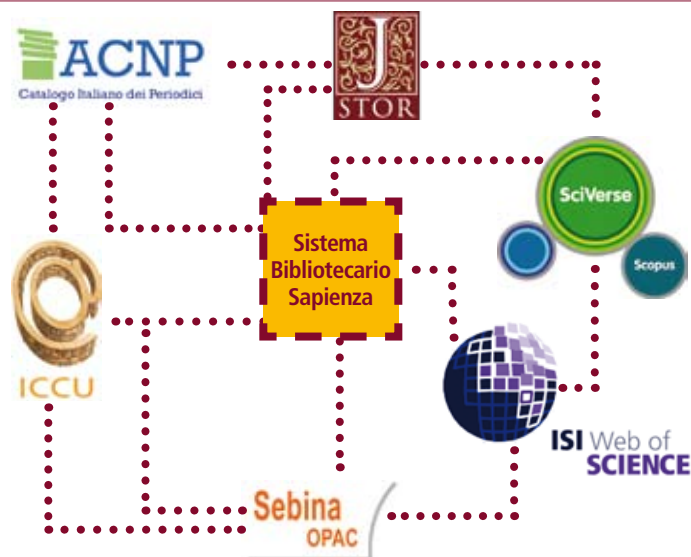 ACNP
Catalogo Italiano dei Periodici
J
STOR
SciVerse
Scopus
Sistema
Bibliotecario
Sapienza
ICCU
ISI Web of
SCIENCE
Sebina
OPAC